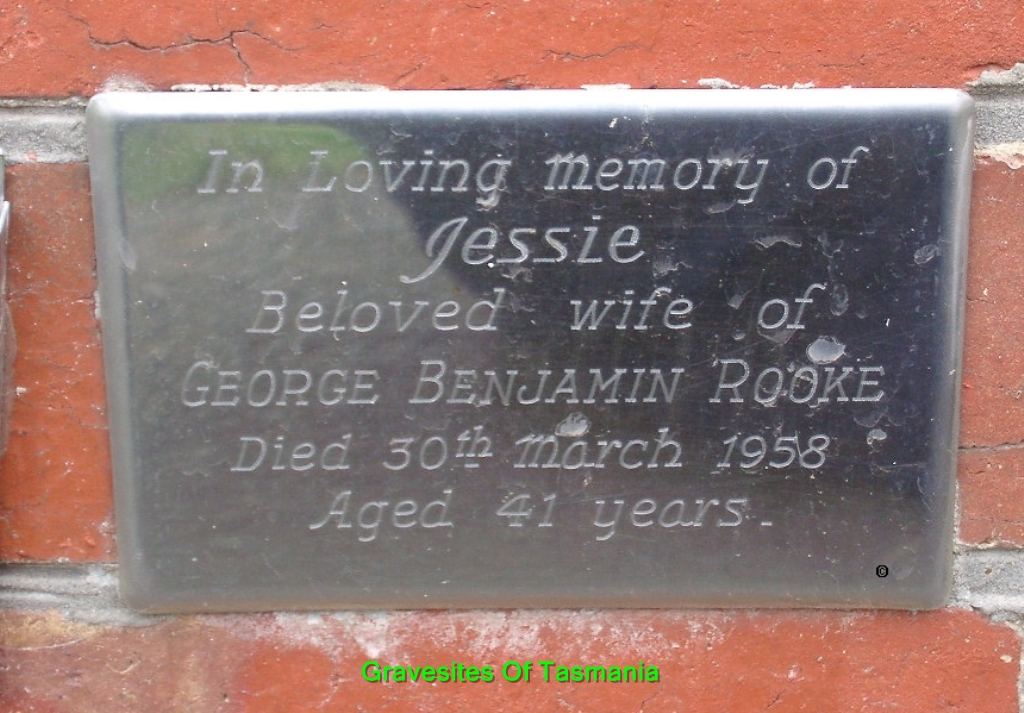 In Loving memory of
Jessie
Beloved wife of
GEORGE BENJAMIN ROOKE
Died 30th march 1958
Aged 41 years.
©
Gravesites Of Tasmania